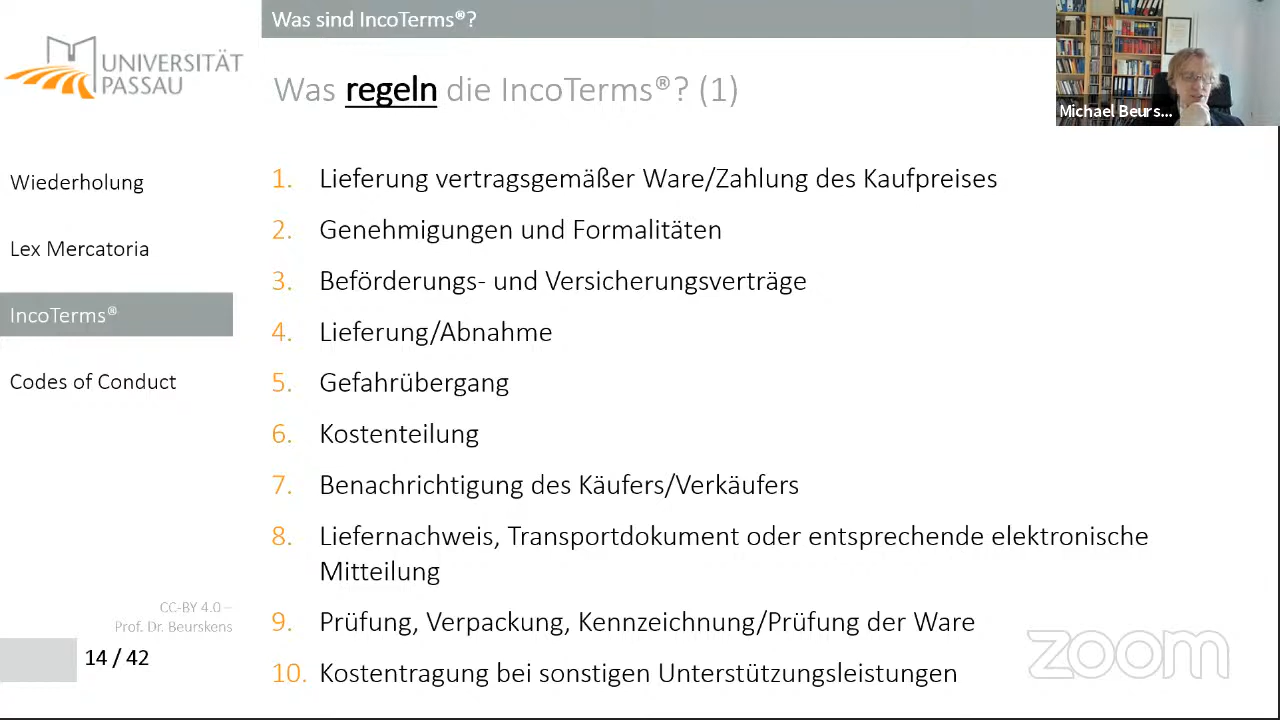 Was sind IncoTerms®?
UNIVERSITÄT
PASSAU
Was regeln die IncoTerms®? (1)
Michael Beurs...
Wiederholung
Lex Mercatoria
IncoTerms®
Codes of Conduct
1. Lieferung vertragsgemäßer Ware/Zahlung des Kaufpreises
2. Genehmigungen und Formalitäten
3. Beförderungs- und Versicherungsverträge
4. Lieferung/Abnahme
5. Gefahrübergang
6. Kostenteilung
7. Benachrichtigung des Käufers/Verkäufers
8. Liefernachweis, Transportdokument oder entsprechende elektronische
Mitteilung
9. Prüfung, Verpackung, Kennzeichnung/Prüfung der Ware
10. Kostentragung bei sonstigen Unterstützungsleistungen
CC-BY 4.0 –
Prof. Dr. Beurskens
14 / 42
zoom